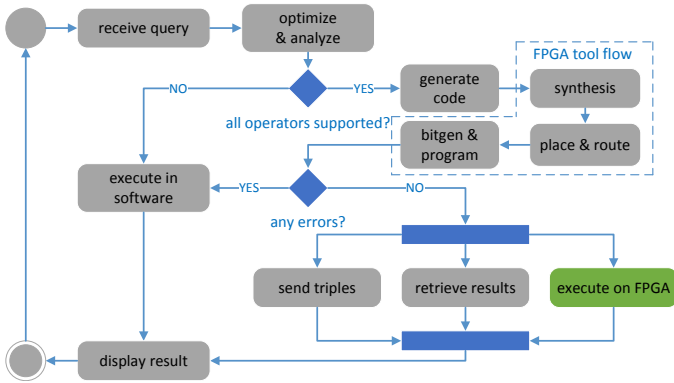 receive query
optimize
& analyze
FPGA tool flow
NO
YES
generate
code
synthesis
all operators supported?
bitgen &
program
place & route
execute in
software
YES
NO
any errors?
send triples
retrieve results
execute on FPGA
display result